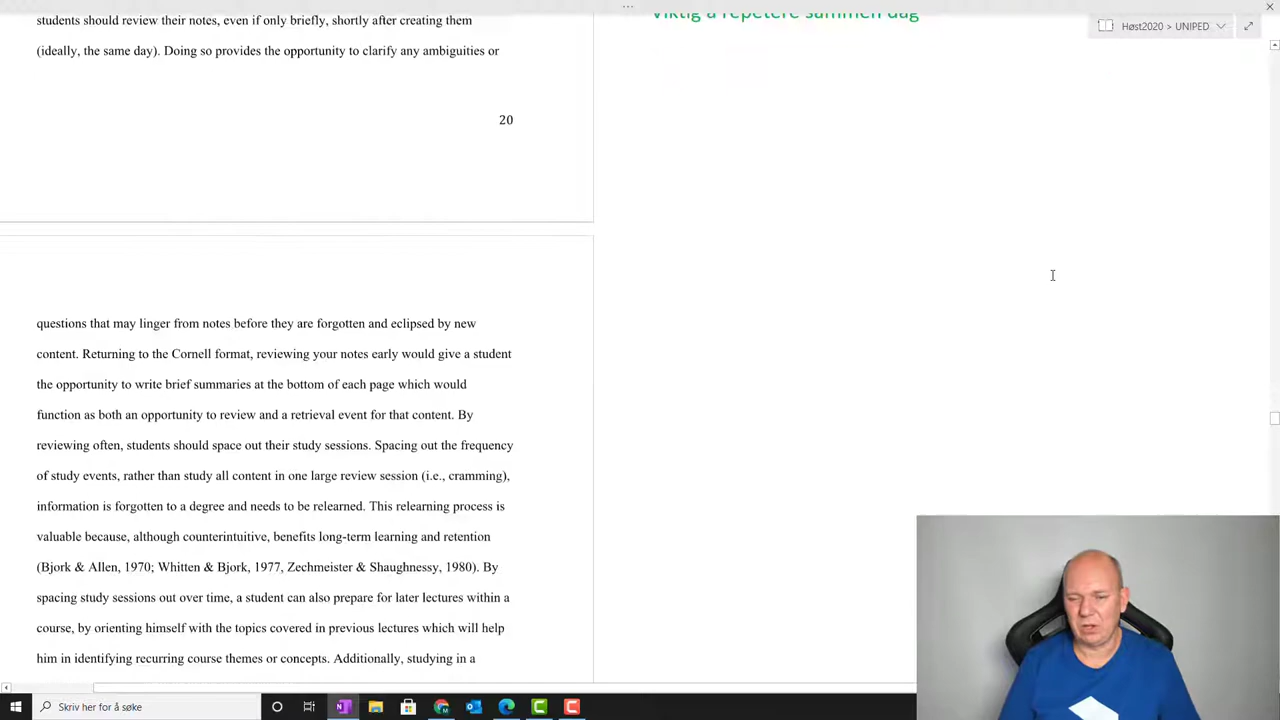 Viktig å repetere sammen dag
students should review their notes, even if only briefly, shortly after creating them
Høst2020 > UNIPED
(ideally, the same day). Doing so provides the opportunity to clarify any ambiguities or
20
questions that may linger from notes before they are forgotten and eclipsed by new
content. Returning to the Cornell format, reviewing your notes early would give a student
the opportunity to write brief summaries at the bottom of each page which would
function as both an opportunity to review and a retrieval event for that content. By
reviewing often, students should space out their study sessions. Spacing out the frequency
of study events, rather than study all content in one large review session (i.e., cramming),
information is forgotten to a degree and needs to be relearned. This relearning process is
valuable because, although counterintuitive, benefits long-term learning and retention
(Bjork & Allen, 1970; Whitten & Bjork, 1977, Zechmeister & Shaughnessy, 1980). By
spacing study sessions out over time, a student can also prepare for later lectures within a
course, by orienting himself with the topics covered in previous lectures which will help
him in identifying recurring course themes or concepts. Additionally, studying in a
Skriv her for å søke